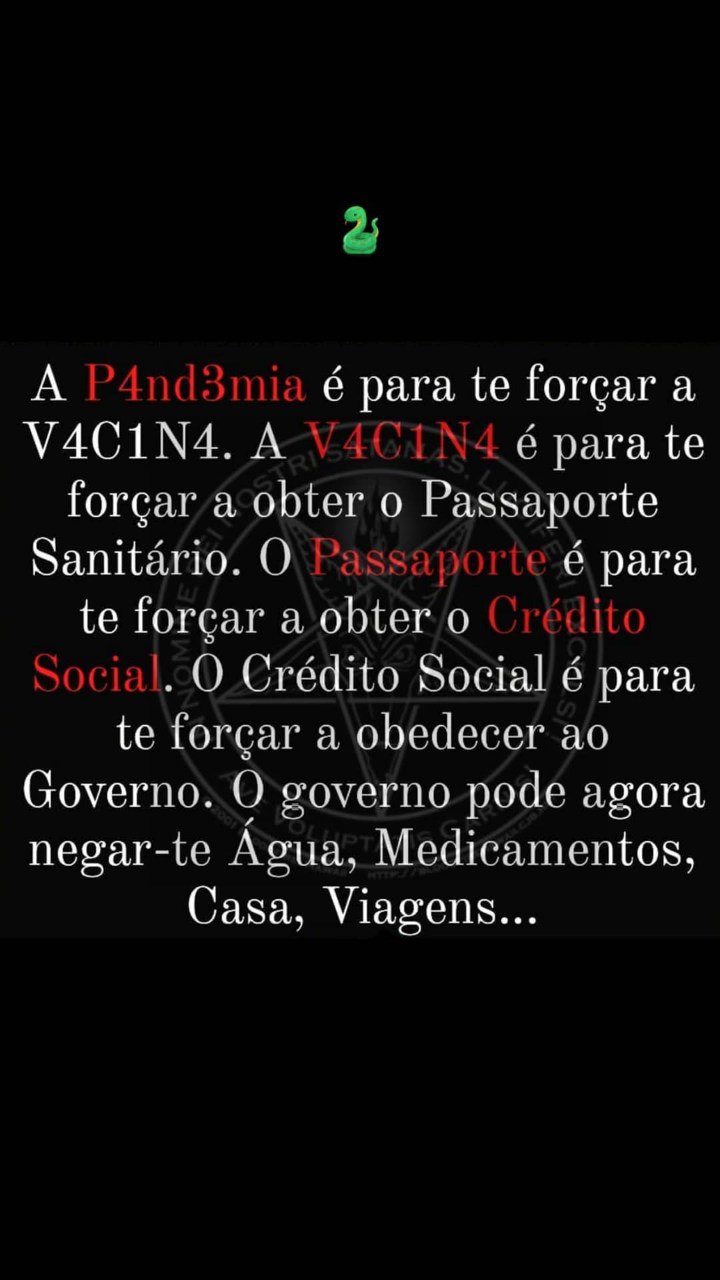 A P4nd3mia é para te forçar a
V4C1N4. A V4C1N4 é para te
forçar a obter o Passaporte
Sanitário. O Passaporte é para
te forçar a obter o Crédito
Social. O Crédito Social é para
te forçar a obedecer ao
Governo. O governo pode agora
negar-te Água, Medicamentos,
Casa, Viagens...